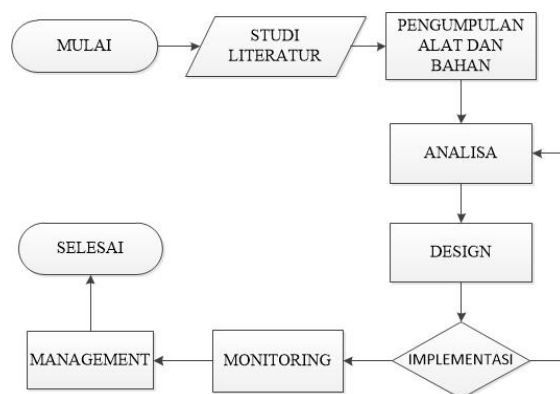 MULAI
STUDI
LITERATUR
PENGUMPULAN
ALAT DAN
BAHAN
ANALISA
DESIGN
IMPLEMENTASI
MONITORING
MANAGEMENT
SELESAI